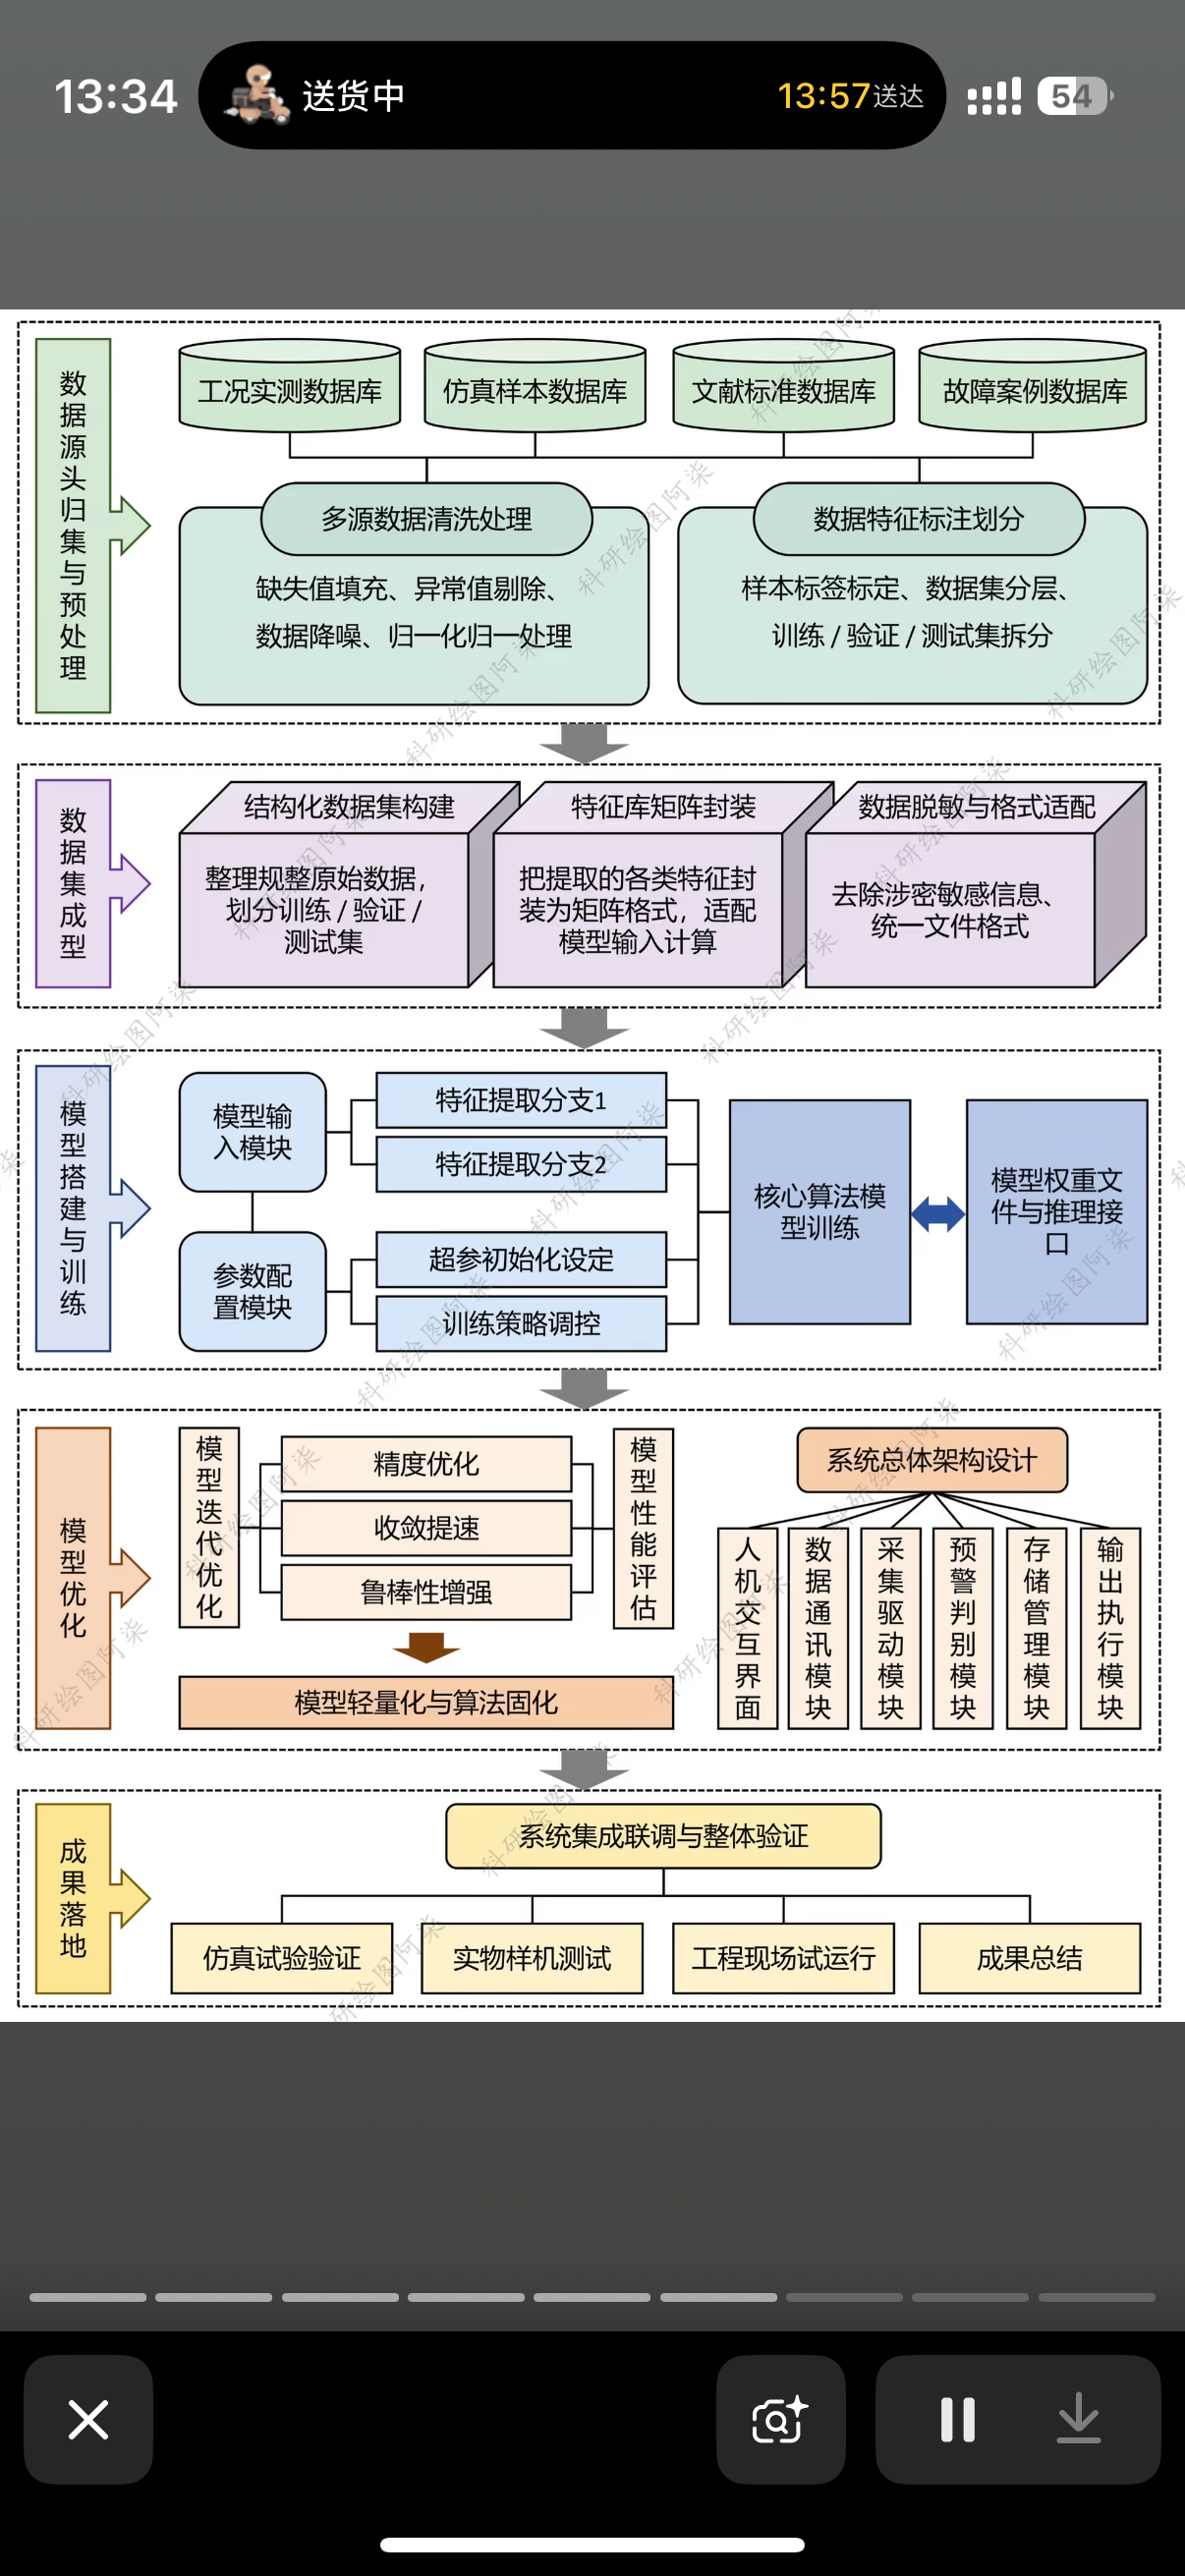 13:34
送货中
13:57送达
54
数据源头归集与预处理
工况实测数据库
仿真样本数据库
文献标准数据库
故障案例数据库
多源数据清洗处理
缺失值填充、异常值剔除、
数据降噪、归一化归一处理
数据特征标注划分
样本标签标定、数据集分层、
训练 / 验证 / 测试集拆分
数据集成型
结构化数据集构建
整理规整原始数据,
划分训练 / 验证 /
测试集
特征库矩阵封装
把提取的各类特征封
装为矩阵格式，适配
模型输入计算
数据脱敏与格式适配
去除涉密敏感信息、
统一文件格式
模型搭建与训练
模型输
入模块
参数配
置模块
特征提取分支1
特征提取分支2
超参初始化设定
训练策略调控
核心算法模
型训练
模型权重文
件与推理接
口
模型优化
模型迭代优化
精度优化
收敛提速
鲁棒性增强
模型性能评估
模型轻量化与算法固化
系统总体架构设计
人机交互界面
数据通讯模块
采集驱动模块
预警判别模块
存储管理模块
输出执行模块
成果落地
系统集成联调与整体验证
仿真试验验证
实物样机测试
工程现场试运行
成果总结
科研绘图阿柒